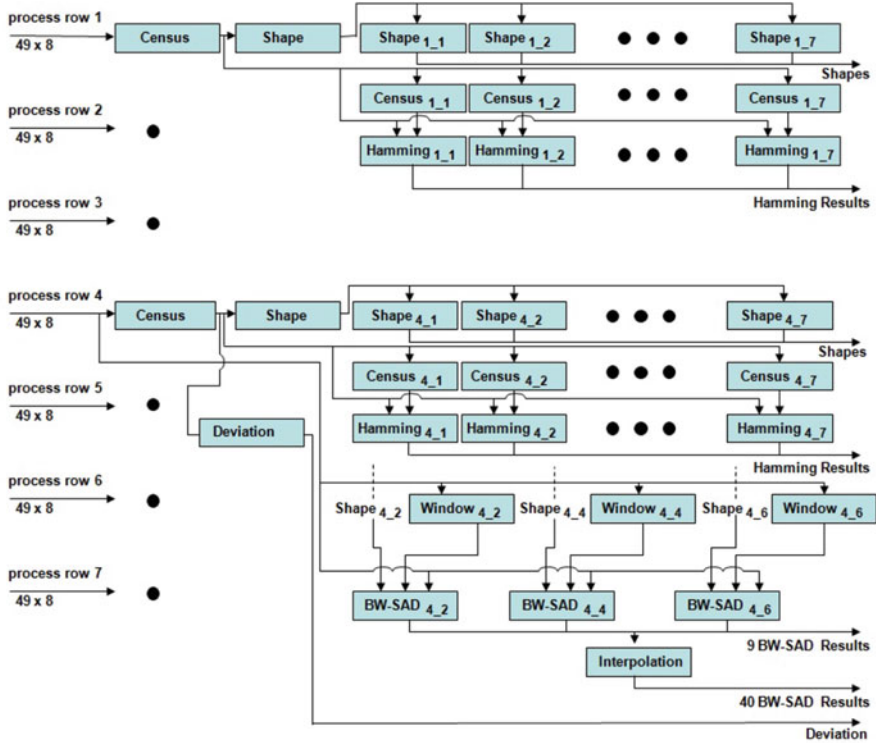 process row 1
49 x 8
Census
Shape
Shape 1_1
Shape 1_2
Shape 1_7
Shapes
Census 1_1
Census 1_2
Census 1_7
process row 2
49 x 8
Hamming 1_1
Hamming 1_2
Hamming 1_7
Hamming Results
process row 3
49 x 8
process row 4
49 x 8
Census
Shape
Shape 4_1
Shape 4_2
Shape 4_7
Shapes
Census 4_1
Census 4_2
Census 4_7
process row 5
49 x 8
Deviation
Hamming 4_1
Hamming 4_2
Hamming 4_7
Hamming Results
process row 6
49 x 8
Shape 4_2
Window 4_2
Shape 4_4
Window 4_4
Shape 4_6
Window 4_6
process row 7
49 x 8
BW-SAD 4_2
BW-SAD 4_4
BW-SAD 4_6
9 BW-SAD Results
Interpolation
40 BW-SAD Results
Deviation